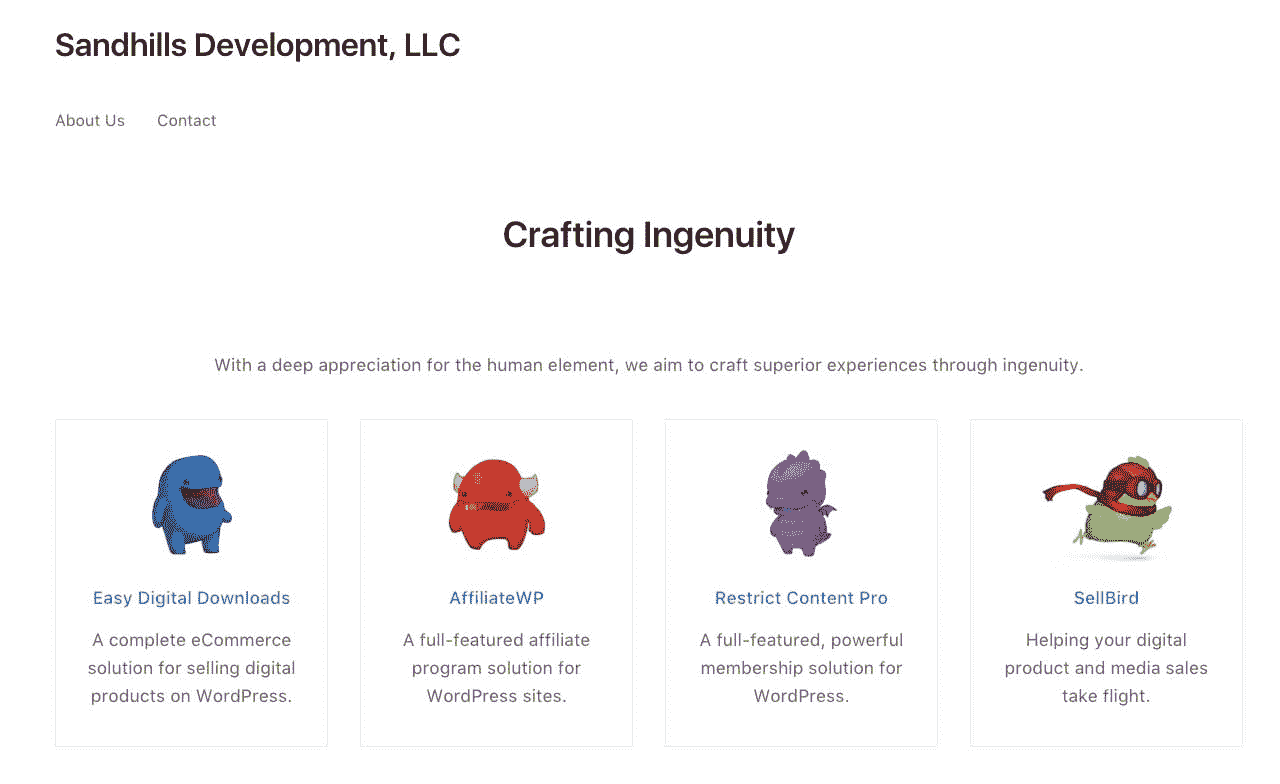 Sandhills Development, LLC
About Us Contact
Crafting Ingenuity
With a deep appreciation for the human element, we aim to craft superior experiences through ingenuity.
Easy Digital Downloads
A complete eCommerce
solution for selling digital
products on WordPress.
AffiliateWP
A full-featured affiliate
program solution for
WordPress sites.
Restrict Content Pro
A full-featured, powerful
membership solution for
WordPress.
SellBird
Helping your digital
product and media sales
take flight.